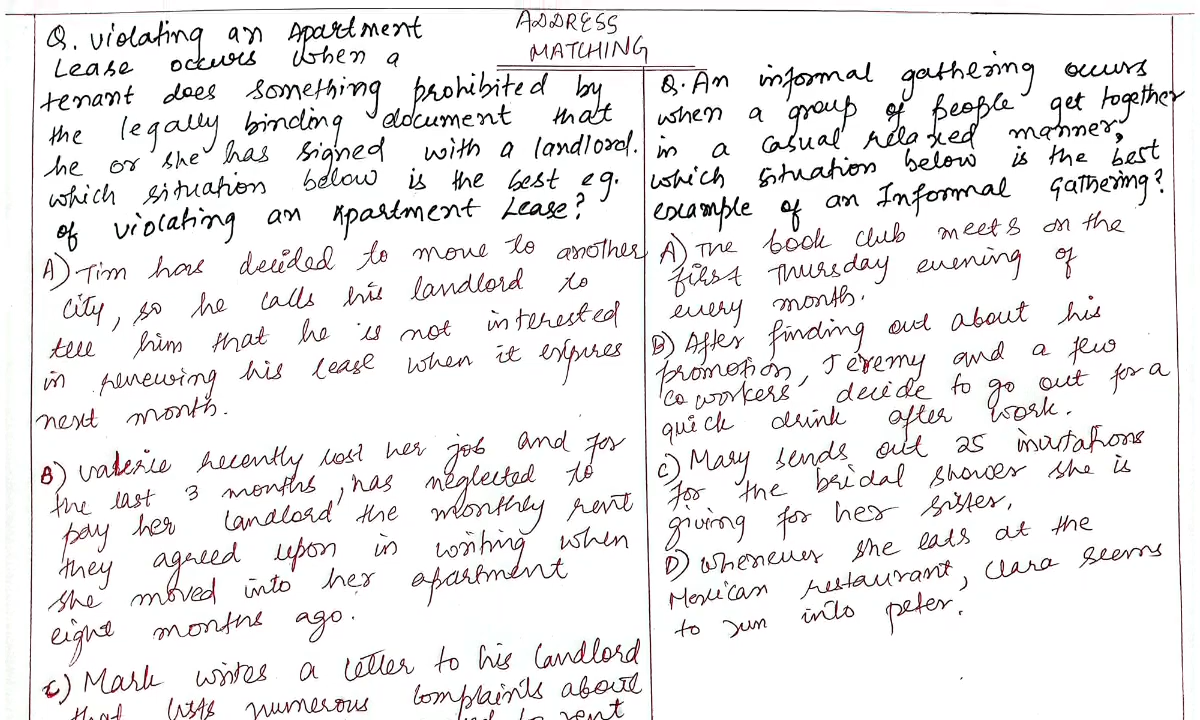 ADDRESS
MATCHING
Q. violating an Apartment
Lease occurs when a
tenant does something prohibited by
the legally binding document that
he or she has signed with a landlord.
which situation below is the best eg.
of violating an Apartment Lease?
A) Tim has decided to move to another
city, so he calls his landlord to
tell him that he is not interested
in renewing his lease when it expires
next month.
B) Valerie recently lost her job and for
the last 3 months, has neglected to
pay her landlord the monthly rent
they agreed upon in writing when
she moved into her apartment
eight months ago.
C) Mark writes a letter to his landlord
that lists numerous complaints about
to rent
Q. An informal gathering occurs
when a group of people get together
in a casual relaxed manner,
which situation below is the best
example of an Informal Gathering?
A) The book club meets on the
first Thursday evening of
every month.
B) After finding out about his
promotion, Jeremy and a few
co workers decide to go out for a
quick drink after work.
C) Mary sends out 25 invitations
for the bridal shower she is
giving for her sister.
D) whenever she eats at the
Mexican restaurant, Clara seems
to run into peter.